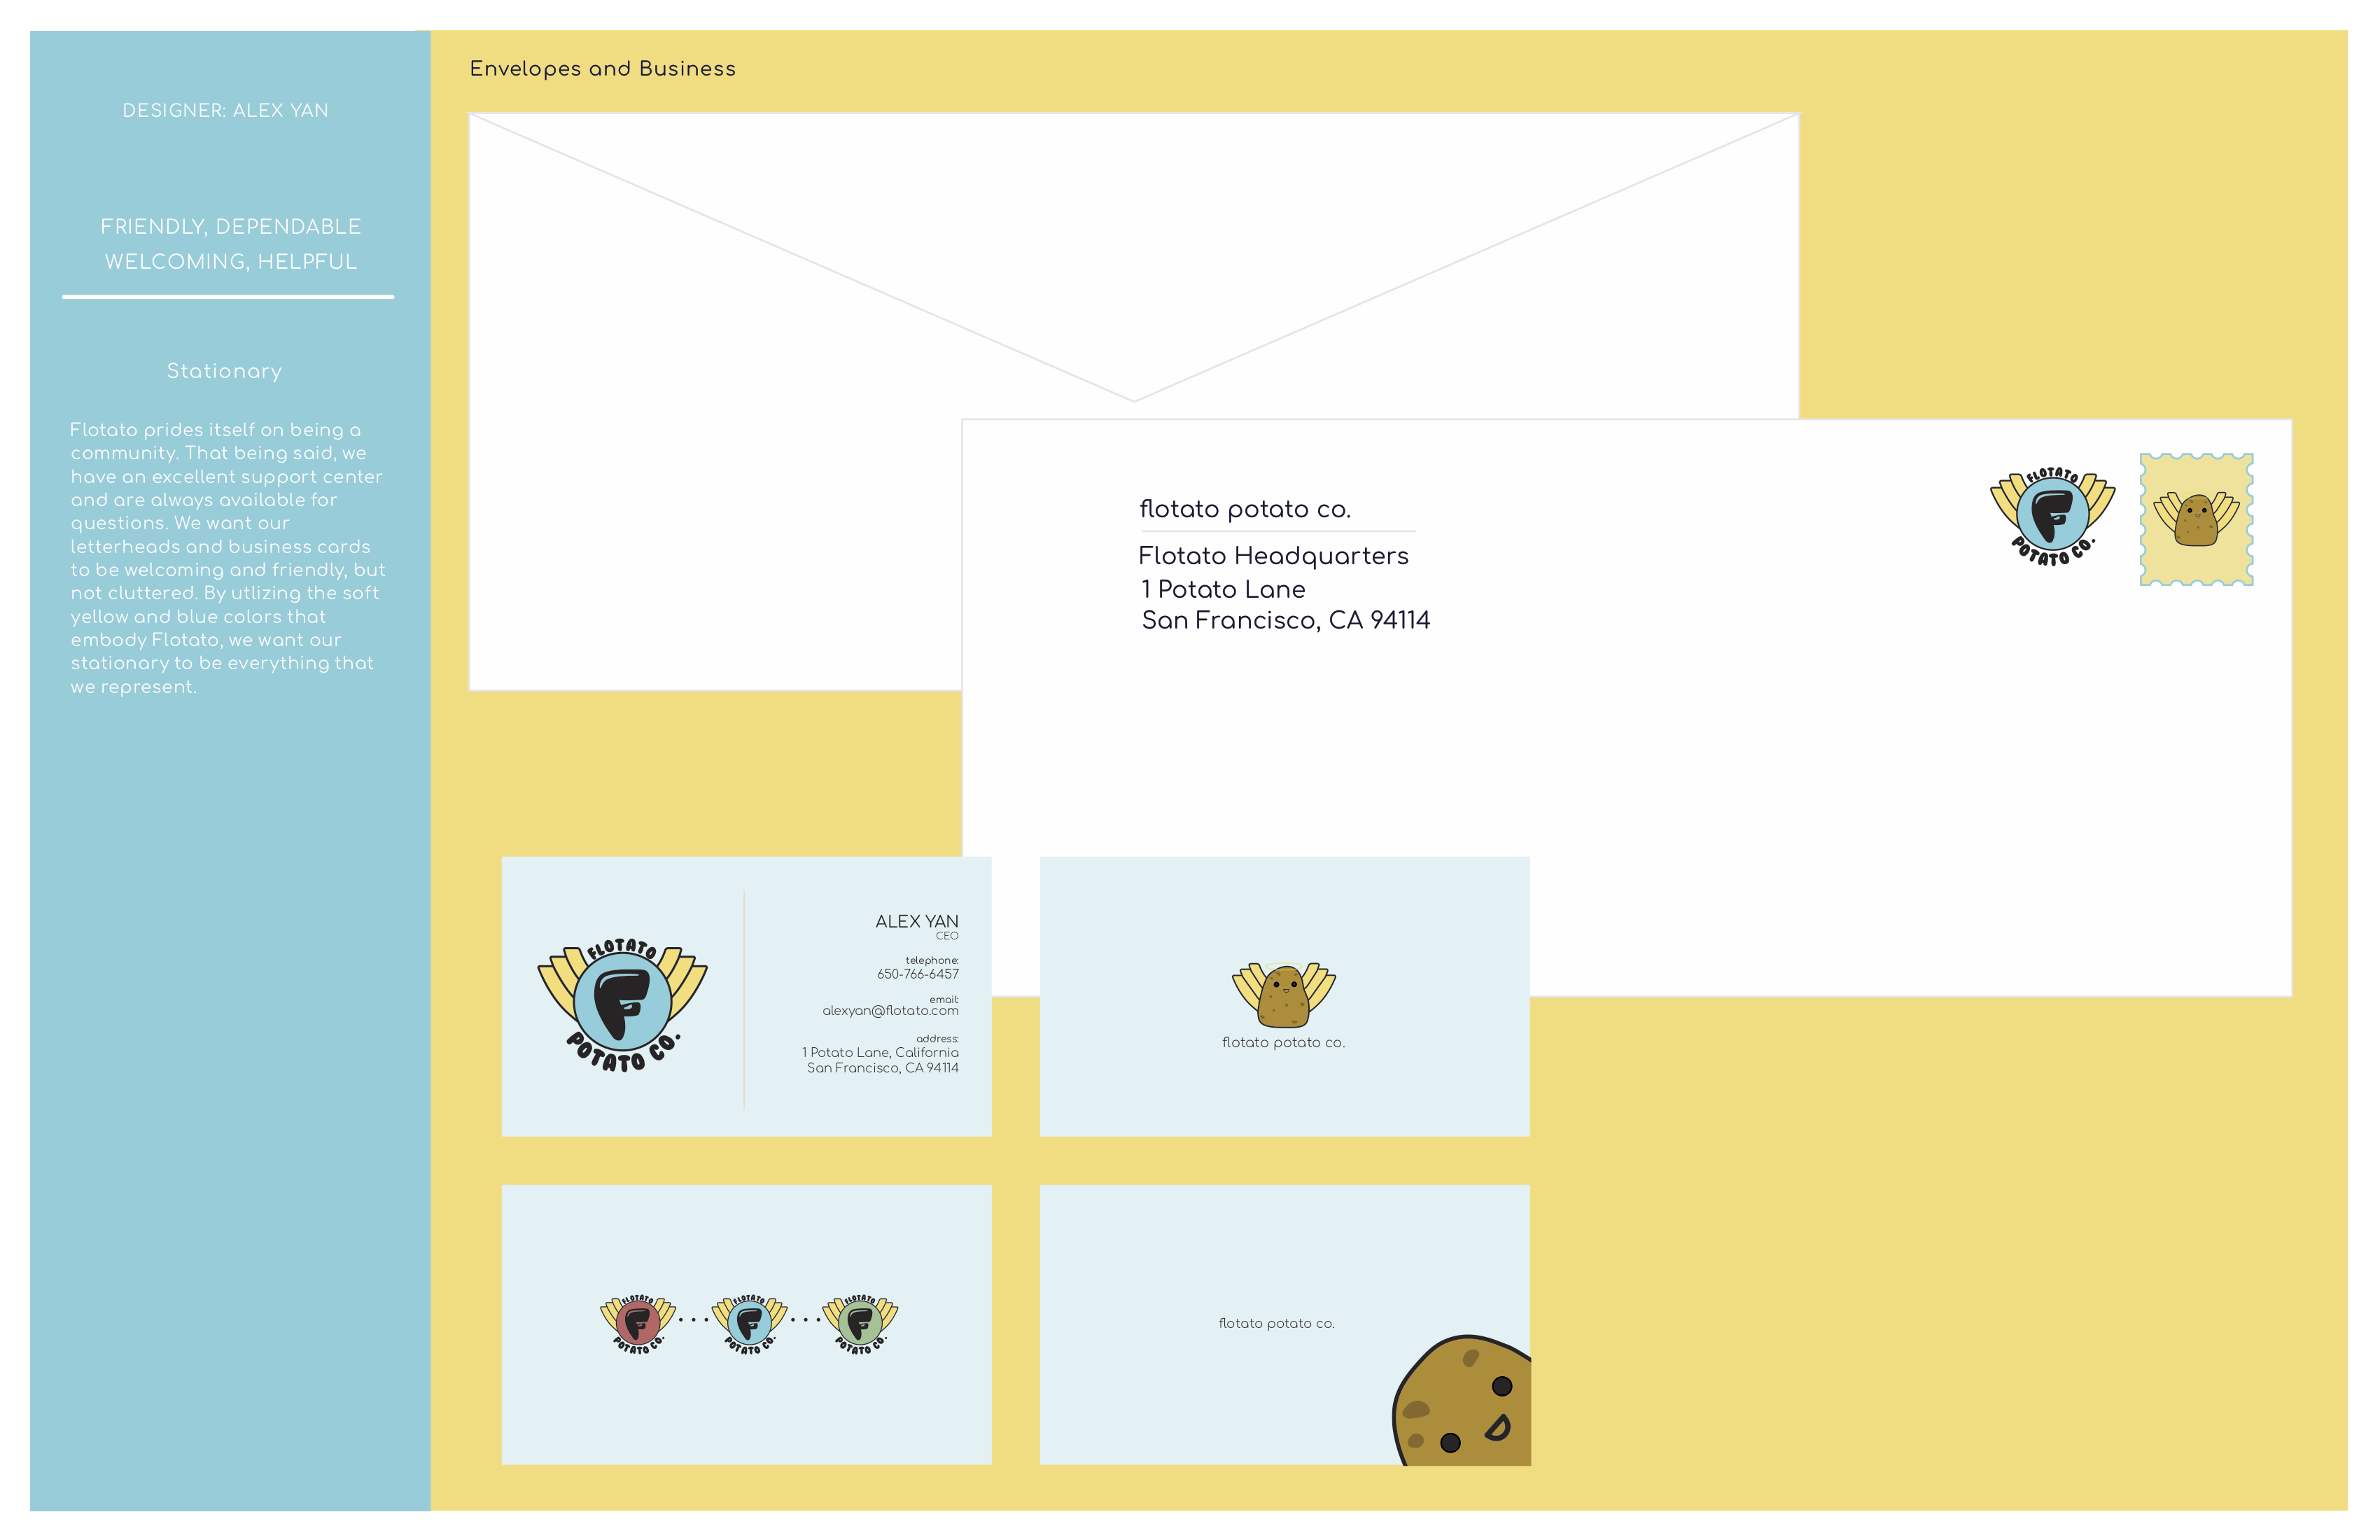 DESIGNER: ALEX YAN
FRIENDLY, DEPENDABLE
WELCOMING, HELPFUL
Stationary
Flotato prides itself on being a
community. That being said, we
have an excellent support center
and are always available for
questions. We want our
letterheads and business cards
to be welcoming and friendly, but
not cluttered. By utlizing the soft
yellow and blue colors that
embody Flotato, we want our
stationary to be everything that
we represent.
Envelopes and Business
flotato potato co.
Flotato Headquarters
1 Potato Lane
San Francisco, CA 94114
FLOTATO
F
POTATO CO.
FLOTATO
F
POTATO CO.
ALEX YAN
CEO
telephone:
650-766-6457
email:
alexyan@flotato.com
address:
1 Potato Lane, California
San Francisco, CA 94114
flotato potato co.
FLOTATO
F
POTATO CO.
FLOTATO
F
POTATO CO.
FLOTATO
F
POTATO CO.
flotato potato co.